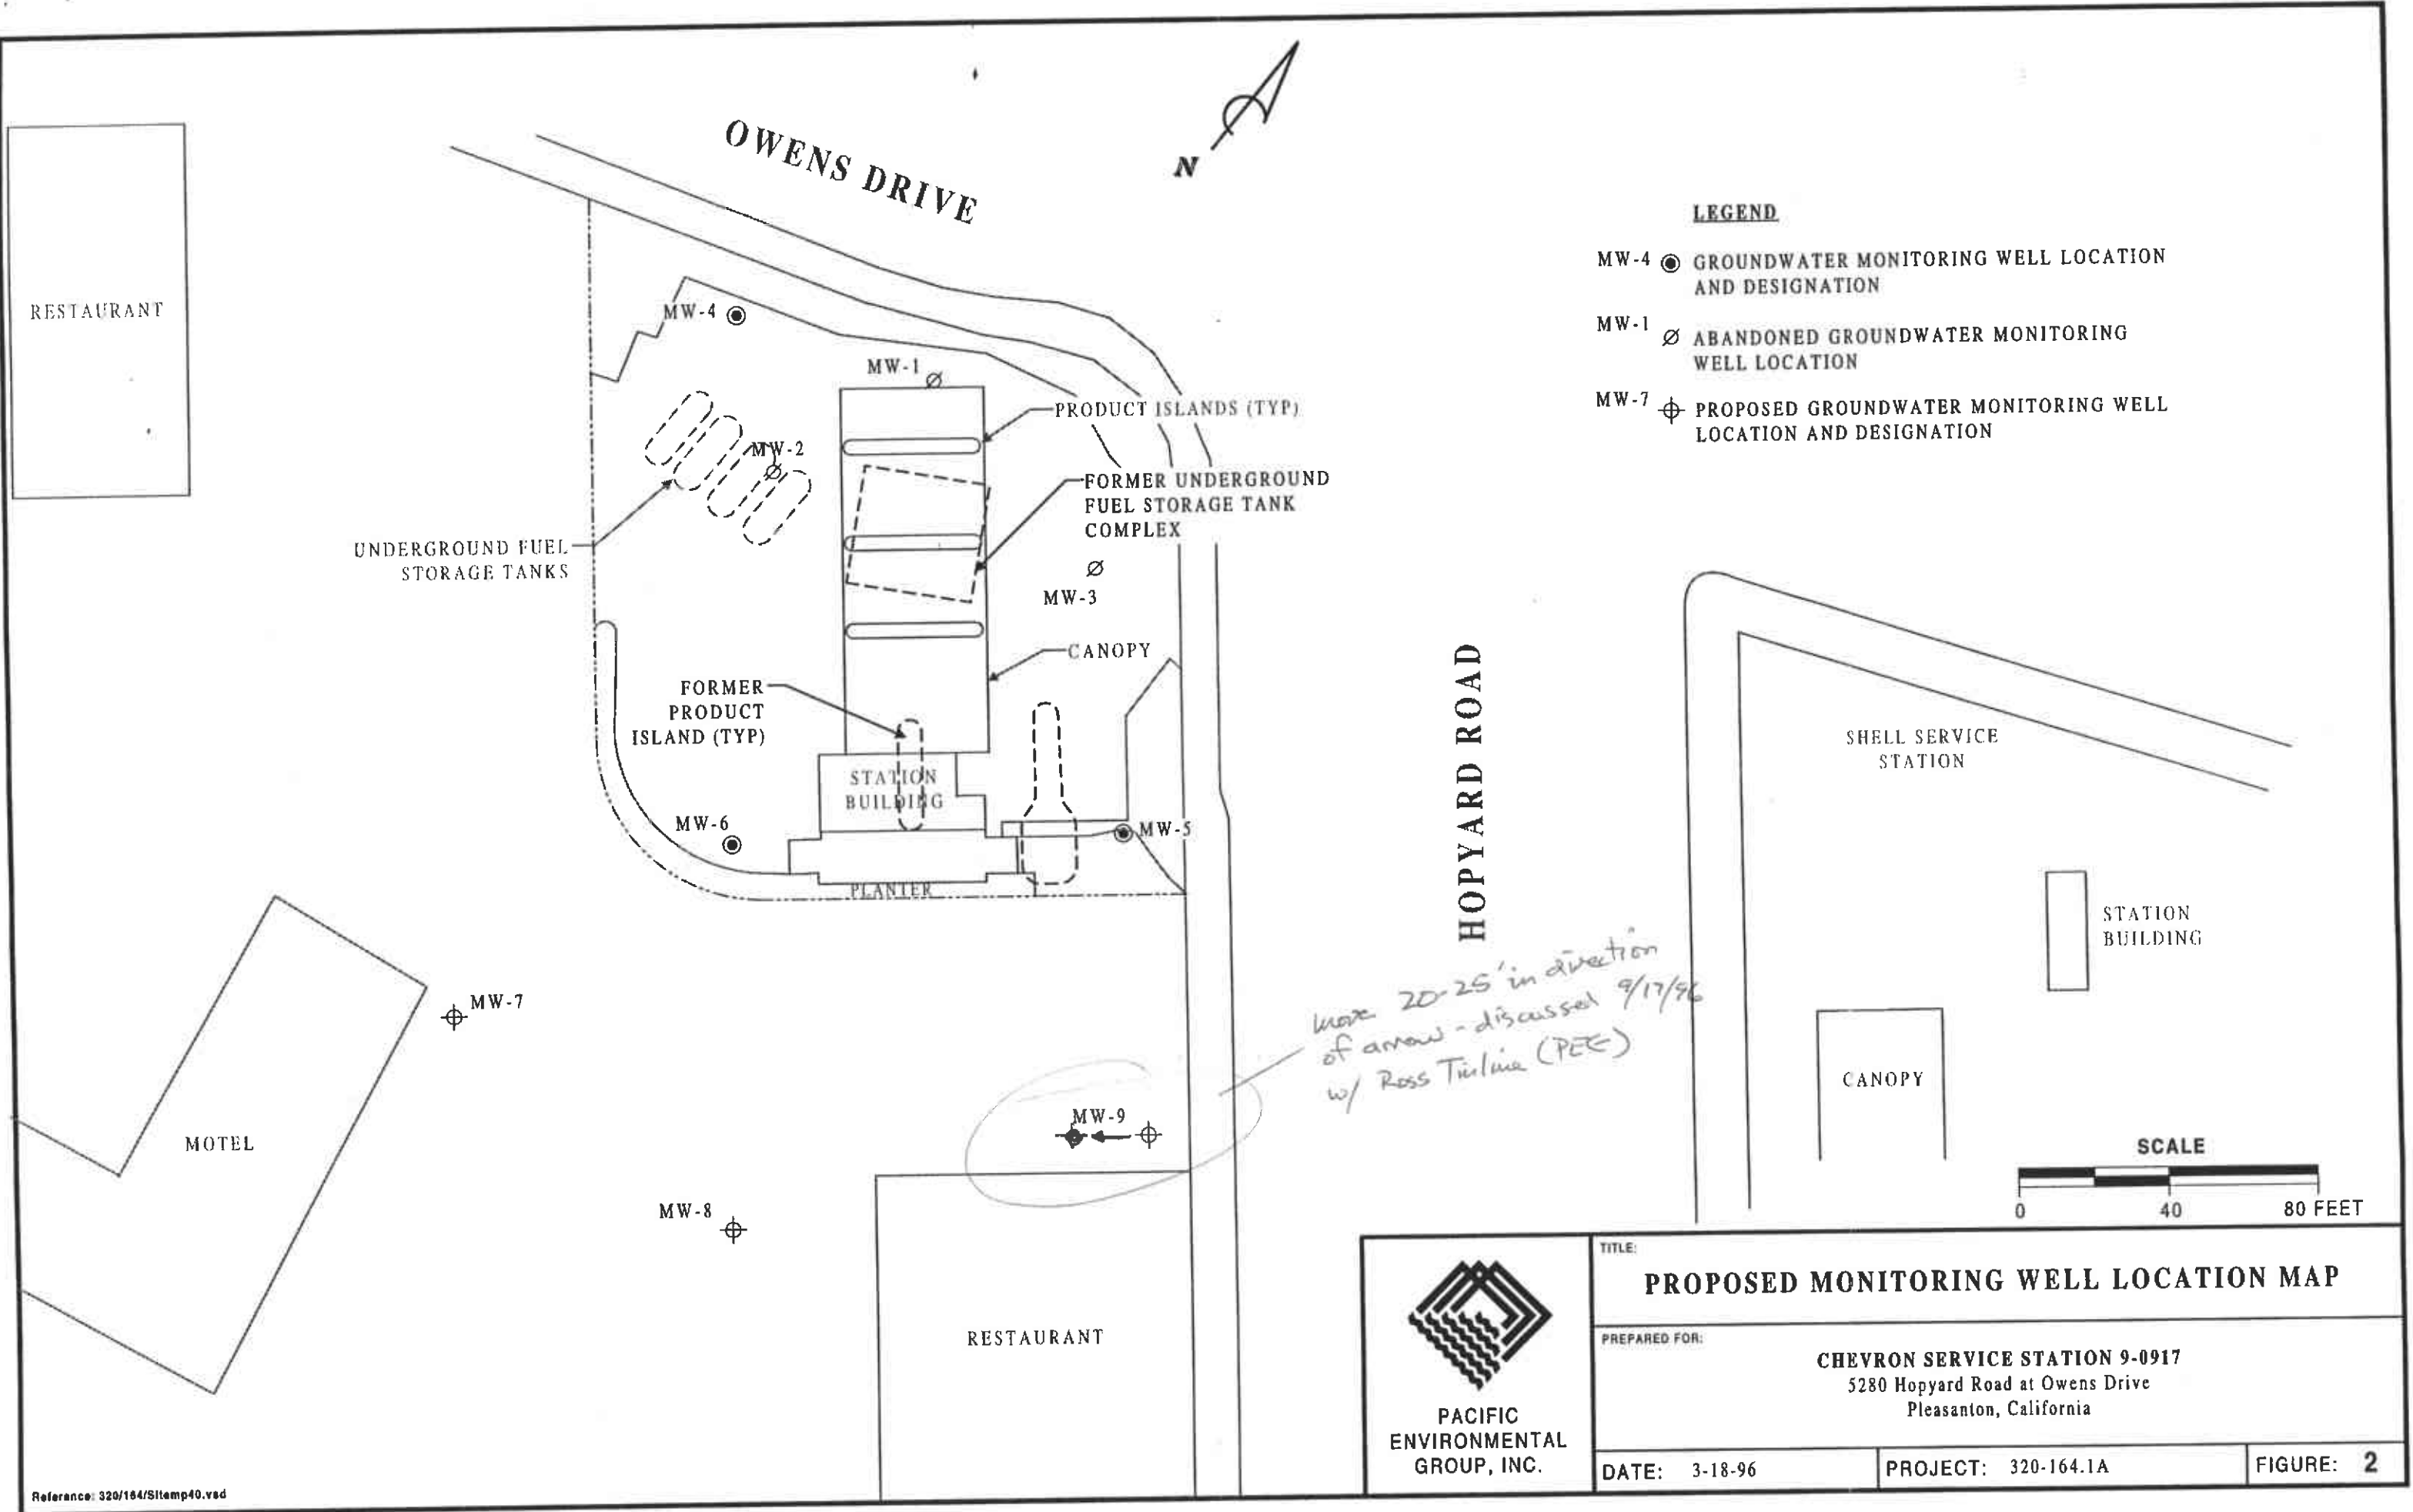 OWENS DRIVE
N
RESTAURANT
LEGEND
MW-4 GROUNDWATER MONITORING WELL LOCATION
AND DESIGNATION
MW-1 ABANDONED GROUNDWATER MONITORING
WELL LOCATION
MW-7 PROPOSED GROUNDWATER MONITORING WELL
LOCATION AND DESIGNATION
MW-4
MW-1
PRODUCT ISLANDS (TYP)
MW-2
FORMER UNDERGROUND
FUEL STORAGE TANK
COMPLEX
UNDERGROUND FUEL
STORAGE TANKS
MW-3
CANOPY
FORMER
PRODUCT
ISLAND (TYP)
STATION
BUILDING
MW-6
MW-5
PLANTER
HOPYARD ROAD
SHELL SERVICE
STATION
STATION
BUILDING
CANOPY
MW-7
move 20-25' in direction
of arrow - discussed 9/17/96
w/ Ross Tinline (PEG)
MW-9
MOTEL
MW-8
RESTAURANT
SCALE
0 40 80 FEET
PACIFIC
ENVIRONMENTAL
GROUP, INC.
TITLE:
PROPOSED MONITORING WELL LOCATION MAP
PREPARED FOR:
CHEVRON SERVICE STATION 9-0917
5280 Hopyard Road at Owens Drive
Pleasanton, California
DATE: 3-18-96
PROJECT: 320-164.1A
FIGURE: 2
Reference: 320/164/Sitemp40.vsd